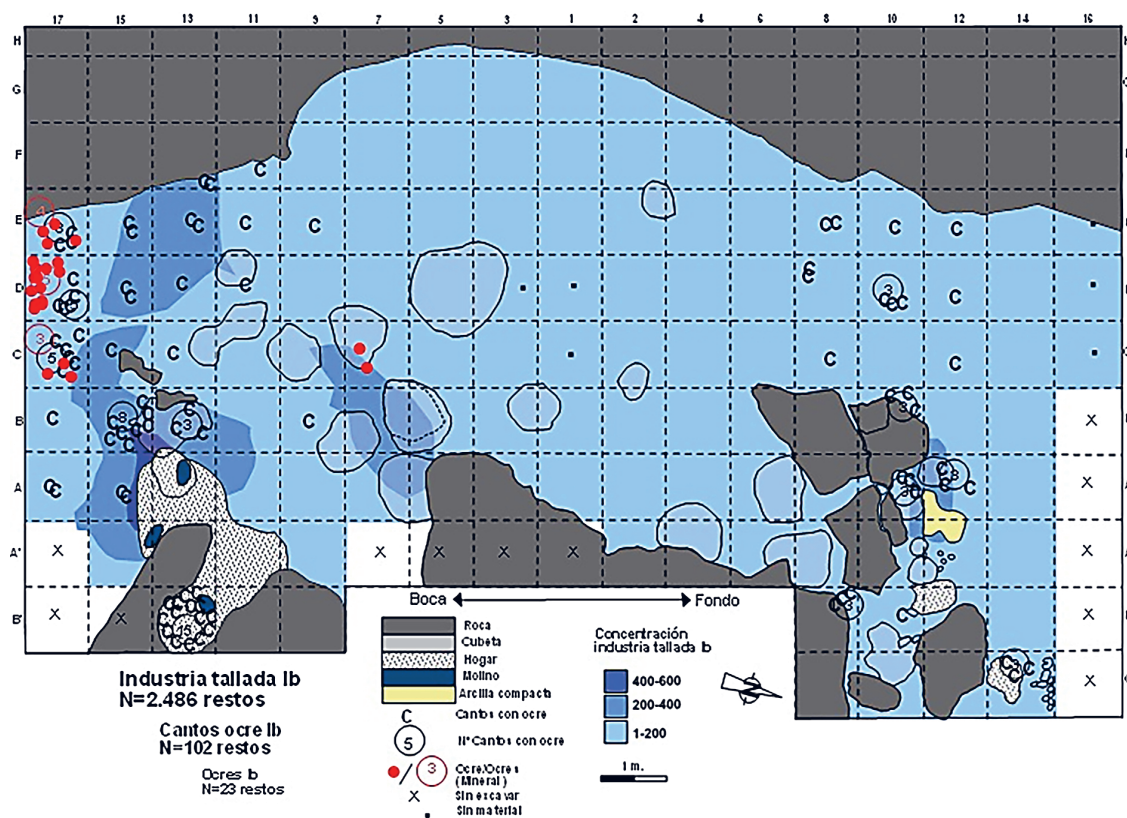 17 15 13 11 9 7 5 3 1 2 4 6 8 10 12 14 16
H
G
F
E
D
C
B
A
A'
B'
Boca Fondo
Roca
Cubeta
Hogar
Molino
Arcilla compacta
C Cantos con ocre
5 Nº Cantos con ocre
/ 3 Ocre/Ocres
(Mineral)
X Sin excavar
Sin material
Concentración
industria tallada Ib
400-600
200-400
1-200
1 m.
Industria tallada Ib
N=2.486 restos
Cantos ocre Ib
N=102 restos
Ocres Ib
N=23 restos